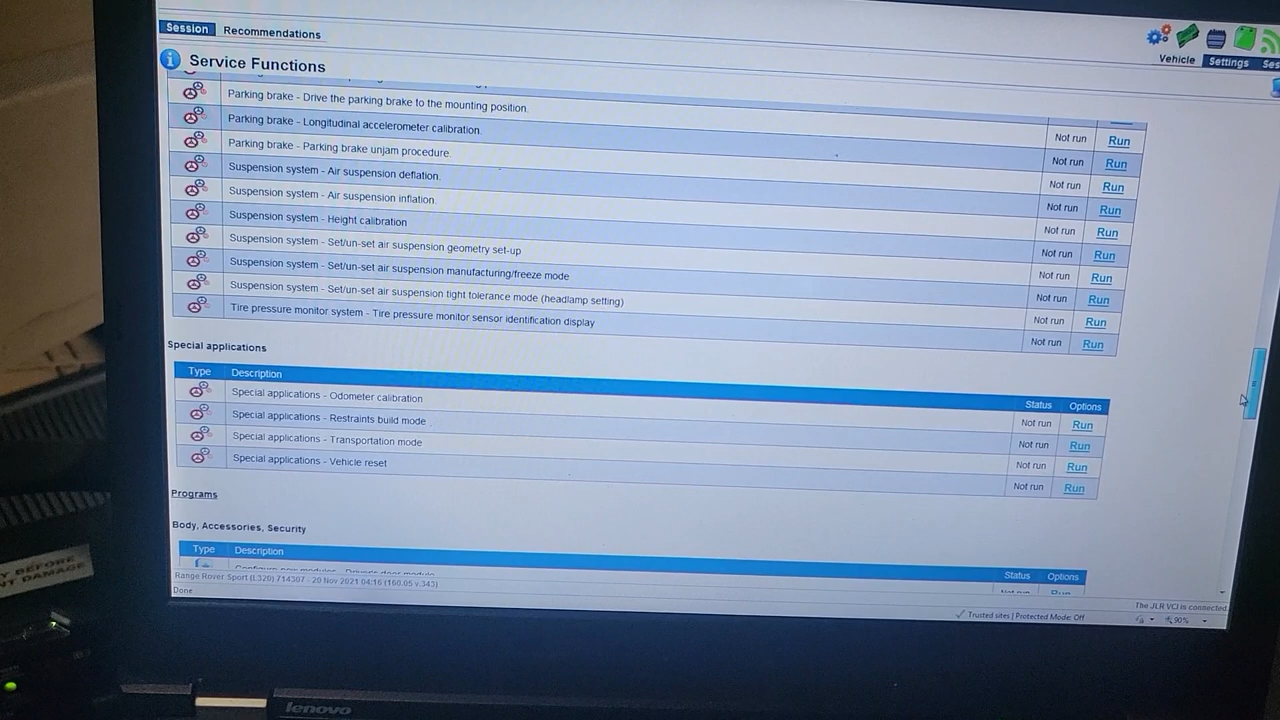 Session Recommendations
Vehicle Settings Ses
Service Functions
Parking brake - Drive the parking brake to the mounting position.
Parking brake - Longitudinal accelerometer calibration. Not run Run
Parking brake - Parking brake unjam procedure. Not run Run
Suspension system - Air suspension deflation. Not run Run
Suspension system - Air suspension inflation. Not run Run
Suspension system - Height calibration Not run Run
Suspension system - Set/un-set air suspension geometry set-up Not run Run
Suspension system - Set/un-set air suspension manufacturing/freeze mode Not run Run
Suspension system - Set/un-set air suspension tight tolerance mode (headlamp setting) Not run Run
Tire pressure monitor system - Tire pressure monitor sensor identification display Not run Run
Not run Run
Special applications
Type Description Status Options
Special applications - Odometer calibration Not run Run
Special applications - Restraints build mode Not run Run
Special applications - Transportation mode Not run Run
Special applications - Vehicle reset Not run Run
Programs
Body, Accessories, Security
Type Description Status Options
Range Rover Sport (L320) 714307 - 20 Nov 2021 04:16 (160.05 v.343)
Done
The JLR VCI is connected.
Trusted sites | Protected Mode: Off
90%
Y BEFORE
NT DAMAGE
lenovo